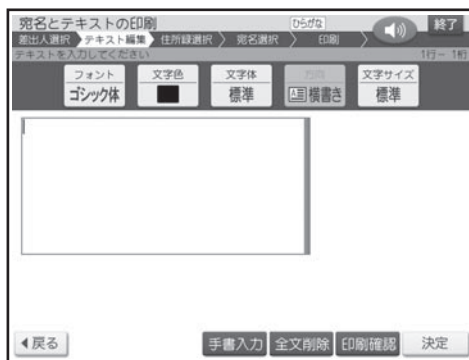 宛名とテキストの印刷 ひらがな 終了
差出人選択 テキスト編集 住所録選択 宛名選択 印刷
テキストを入力してください 1行− 1桁
フォント 文字色 文字体 方向 文字サイズ
ゴシック体 標準 横書き 標準
戻る 手書入力 全文削除 印刷確認 決定